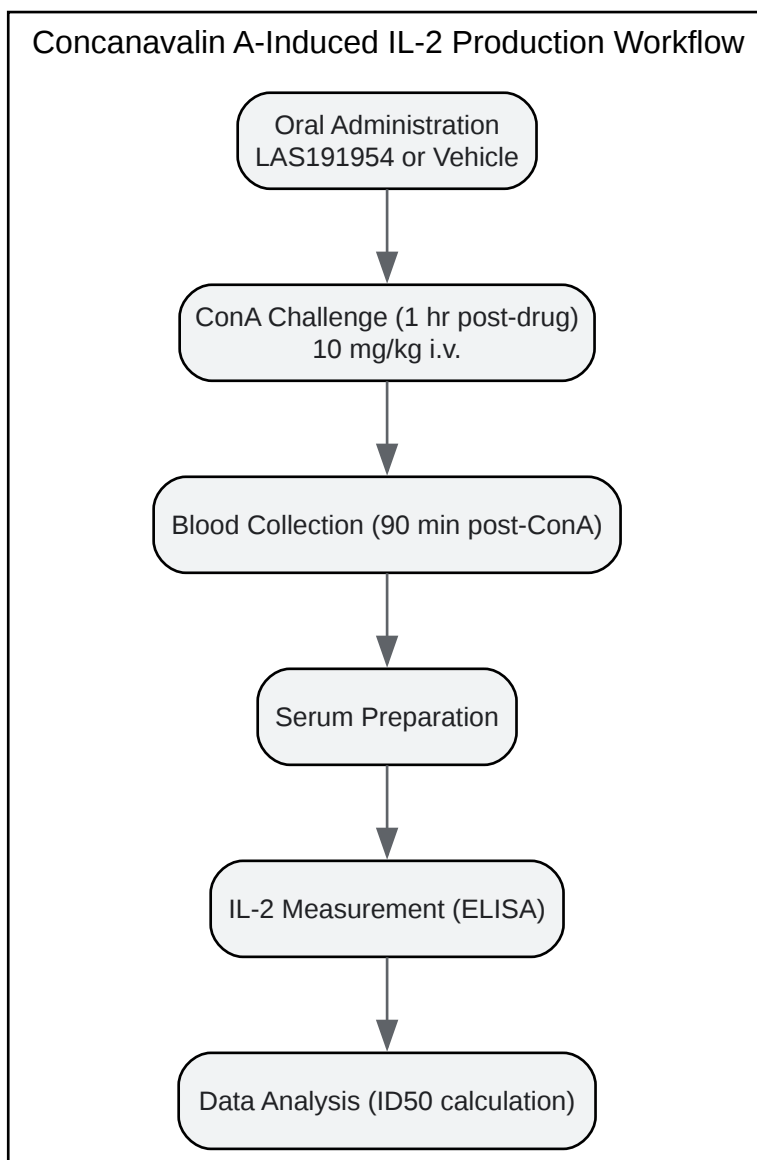 Concanavalin A-Induced IL-2 Production Workflow
Oral Administration
LAS191954 or Vehicle
ConA Challenge (1 hr post-drug)
10 mg/kg i.v.
Blood Collection (90 min post-ConA)
Serum Preparation
IL-2 Measurement (ELISA)
Data Analysis (ID50 calculation)